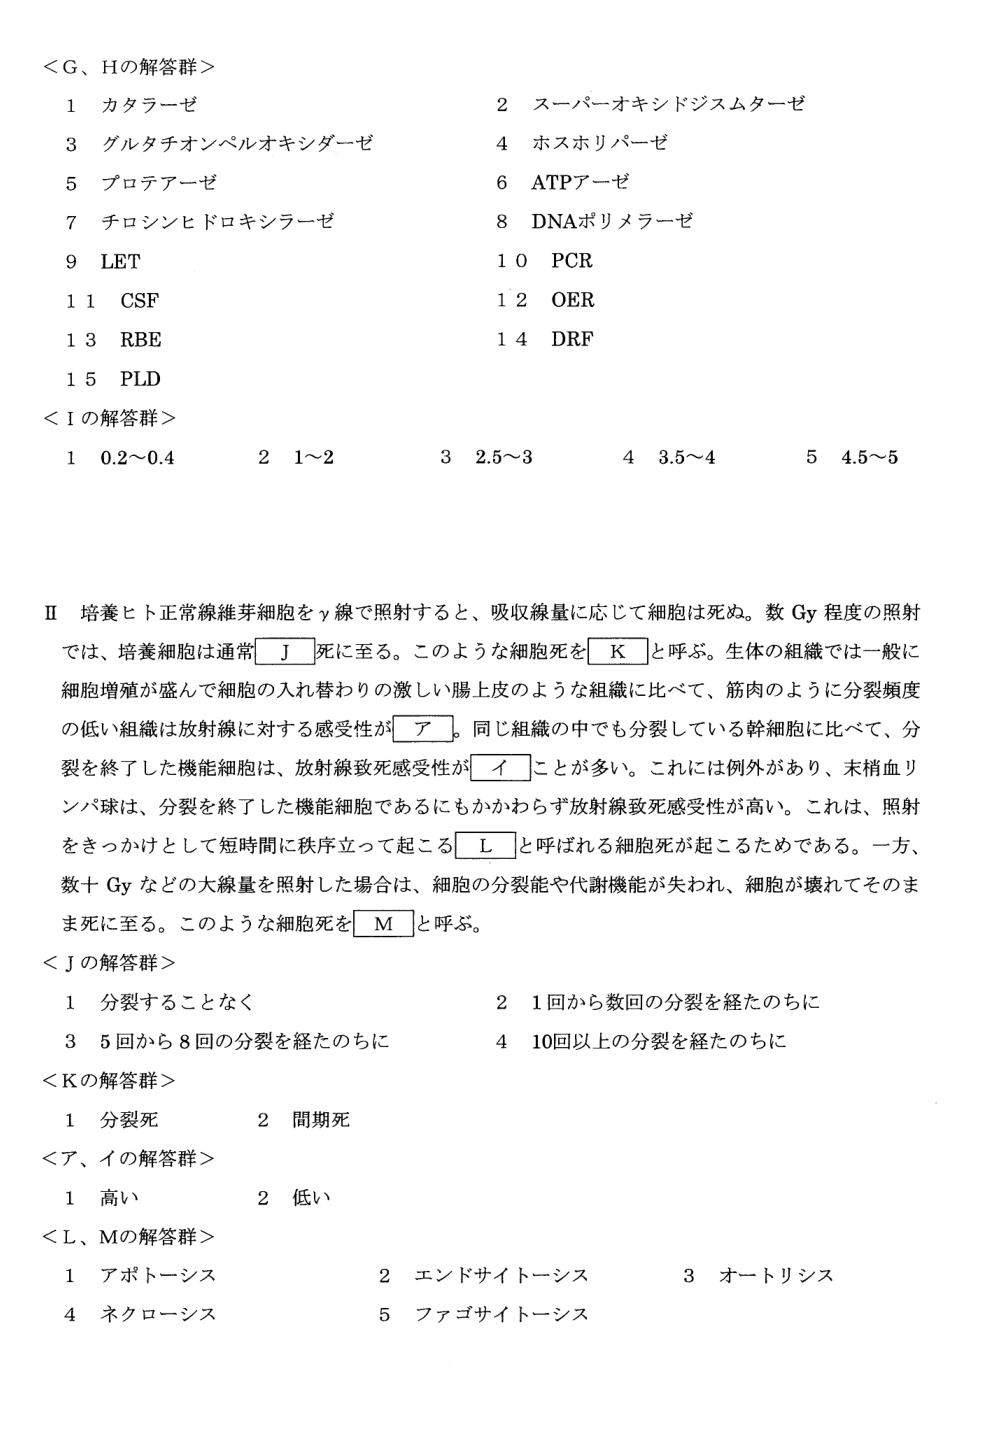 ＜G、Hの解答群＞
1 カタラーゼ 2 スーパーオキシドジスムターゼ
3 グルタチオンペルオキシダーゼ 4 ホスホリパーゼ
5 プロテアーゼ 6 ATPアーゼ
7 チロシンヒドロキシラーゼ 8 DNAポリメラーゼ
9 LET 10 PCR
11 CSF 12 OER
13 RBE 14 DRF
15 PLD
＜Iの解答群＞
1 0.2～0.4 2 1～2 3 2.5～3 4 3.5～4 5 4.5～5
Ⅱ 培養ヒト正常線維芽細胞をγ線で照射すると、吸収線量に応じて細胞は死ぬ。数 Gy 程度の照射
では、培養細胞は通常 J 死に至る。このような細胞死を K と呼ぶ。生体の組織では一般に
細胞増殖が盛んで細胞の入れ替わりの激しい腸上皮のような組織に比べて、筋肉のように分裂頻度
の低い組織は放射線に対する感受性が ア 。同じ組織の中でも分裂している幹細胞に比べて、分
裂を終了した機能細胞は、放射線致死感受性が イ ことが多い。これには例外があり、末梢血リ
ンパ球は、分裂を終了した機能細胞であるにもかかわらず放射線致死感受性が高い。これは、照射
をきっかけとして短時間に秩序立って起こる L と呼ばれる細胞死が起こるためである。一方、
数十 Gy などの大線量を照射した場合は、細胞の分裂能や代謝機能が失われ、細胞が壊れてそのま
ま死に至る。このような細胞死を M と呼ぶ。
＜Jの解答群＞
1 分裂することなく 2 1回から数回の分裂を経たのちに
3 5回から8回の分裂を経たのちに 4 10回以上の分裂を経たのちに
＜Kの解答群＞
1 分裂死 2 間期死
＜ア、イの解答群＞
1 高い 2 低い
＜L、Mの解答群＞
1 アポトーシス 2 エンドサイトーシス 3 オートリシス
4 ネクローシス 5 ファゴサイトーシス